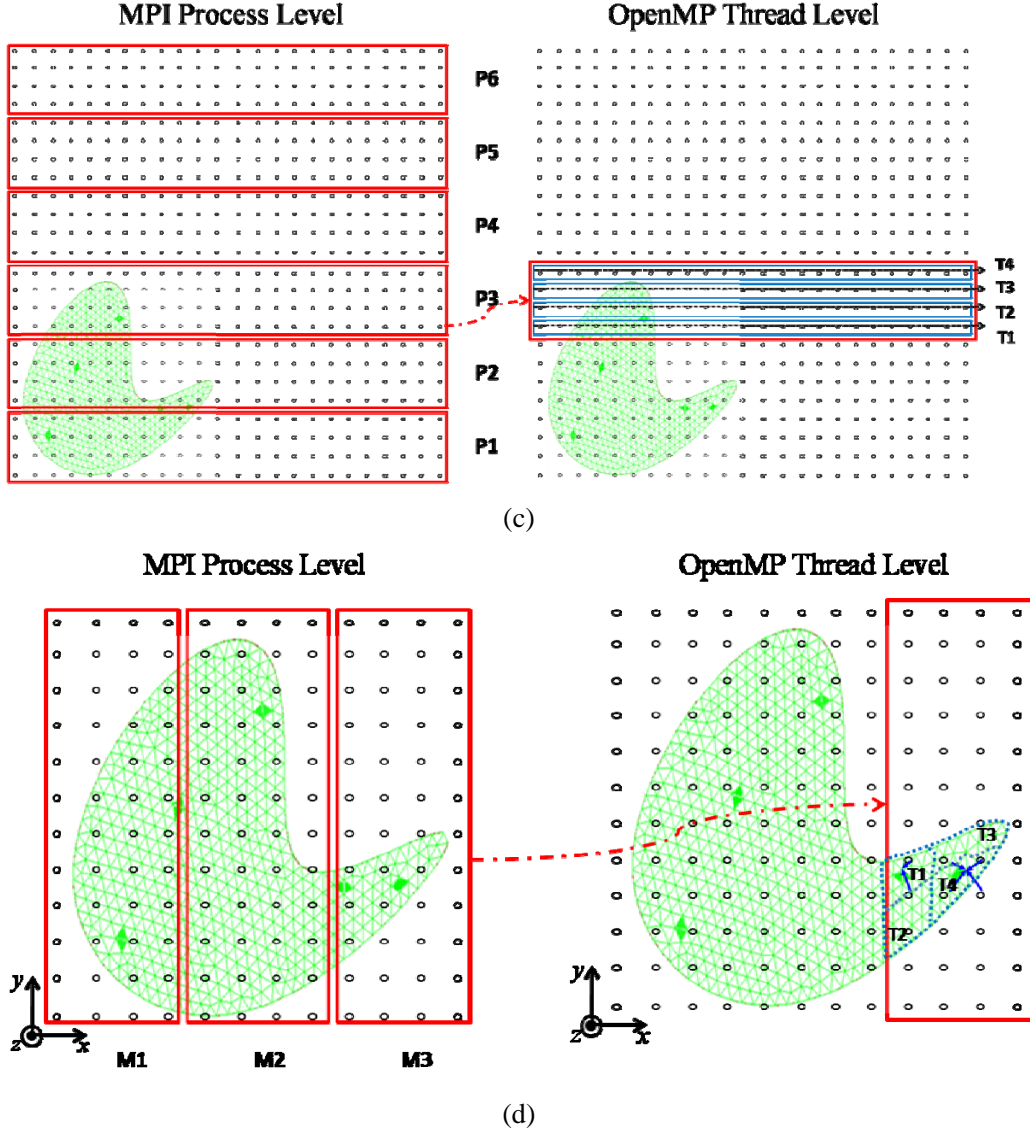 MPI Process Level
OpenMP Thread Level
P6
P5
P4
P3
P2
P1
T4
T3
T2
T1
(c)
MPI Process Level
OpenMP Thread Level
y
z
x
M1
M2
M3
T3
T1
T4
T2
y
z
x
(d)